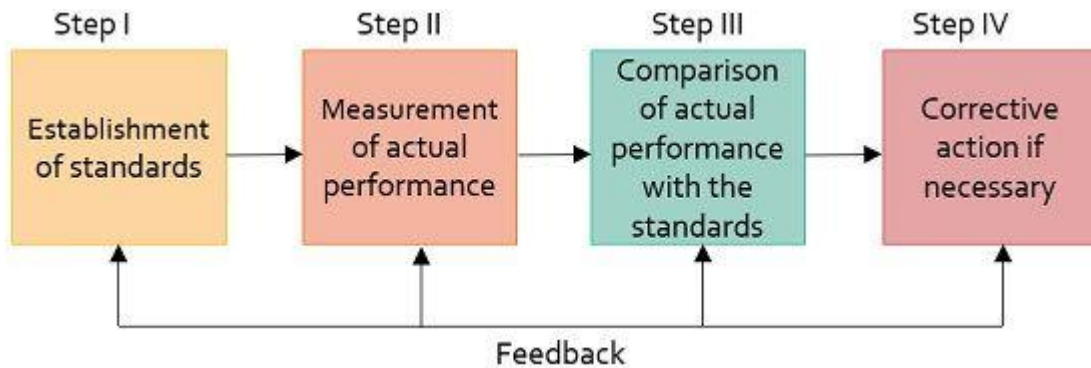 Step I
Step II
Step III
Step IV
Establishment
of standards
Measurement
of actual
performance
Comparison
of actual
performance
with the
standards
Corrective
action if
necessary
Feedback